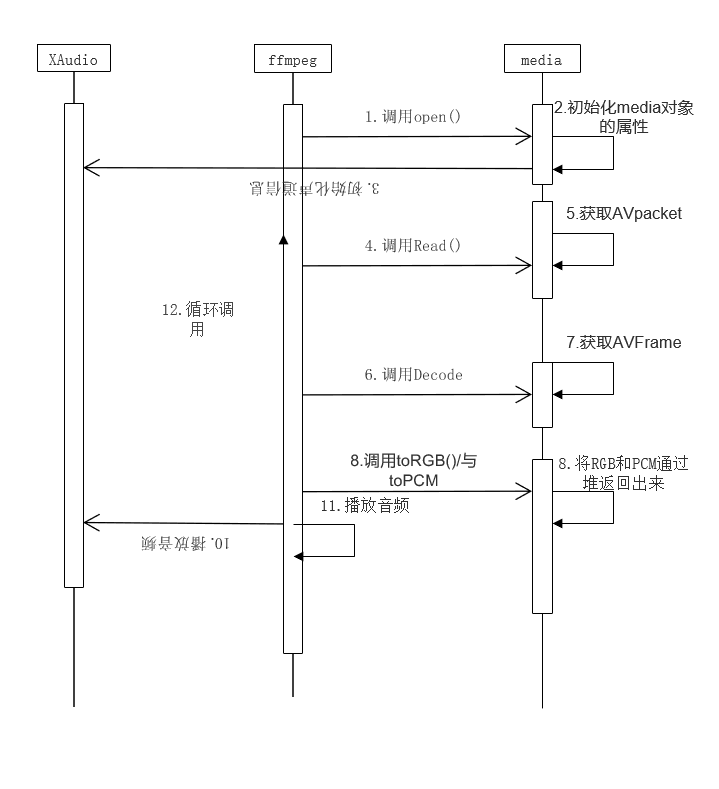 XAudio
ffmpeg
media
1.调用open()
2.初始化media对象
的属性
3.初始化声道信息
5.获取AVpacket
4.调用Read()
12.循环调
用
7.获取AVFrame
6.调用Decode
8.调用toRGB()/与
toPCM
8.将RGB和PCM通过
堆返回出来
11.播放音频
10.播放音频